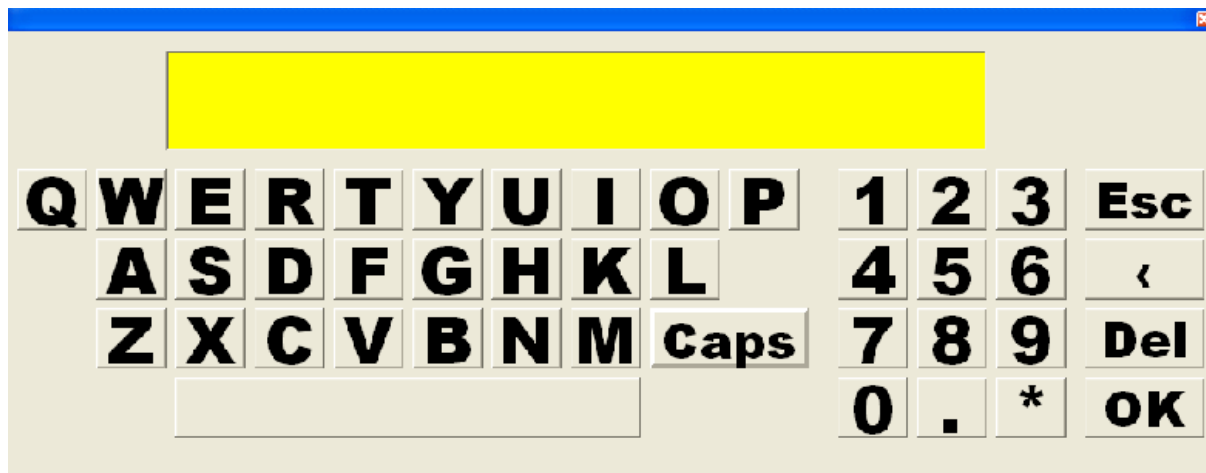 Q W E R T Y U I O P 1 2 3 Esc
A S D F G H K L 4 5 6 ‹
Z X C V B N M Caps 7 8 9 Del
0 . * OK